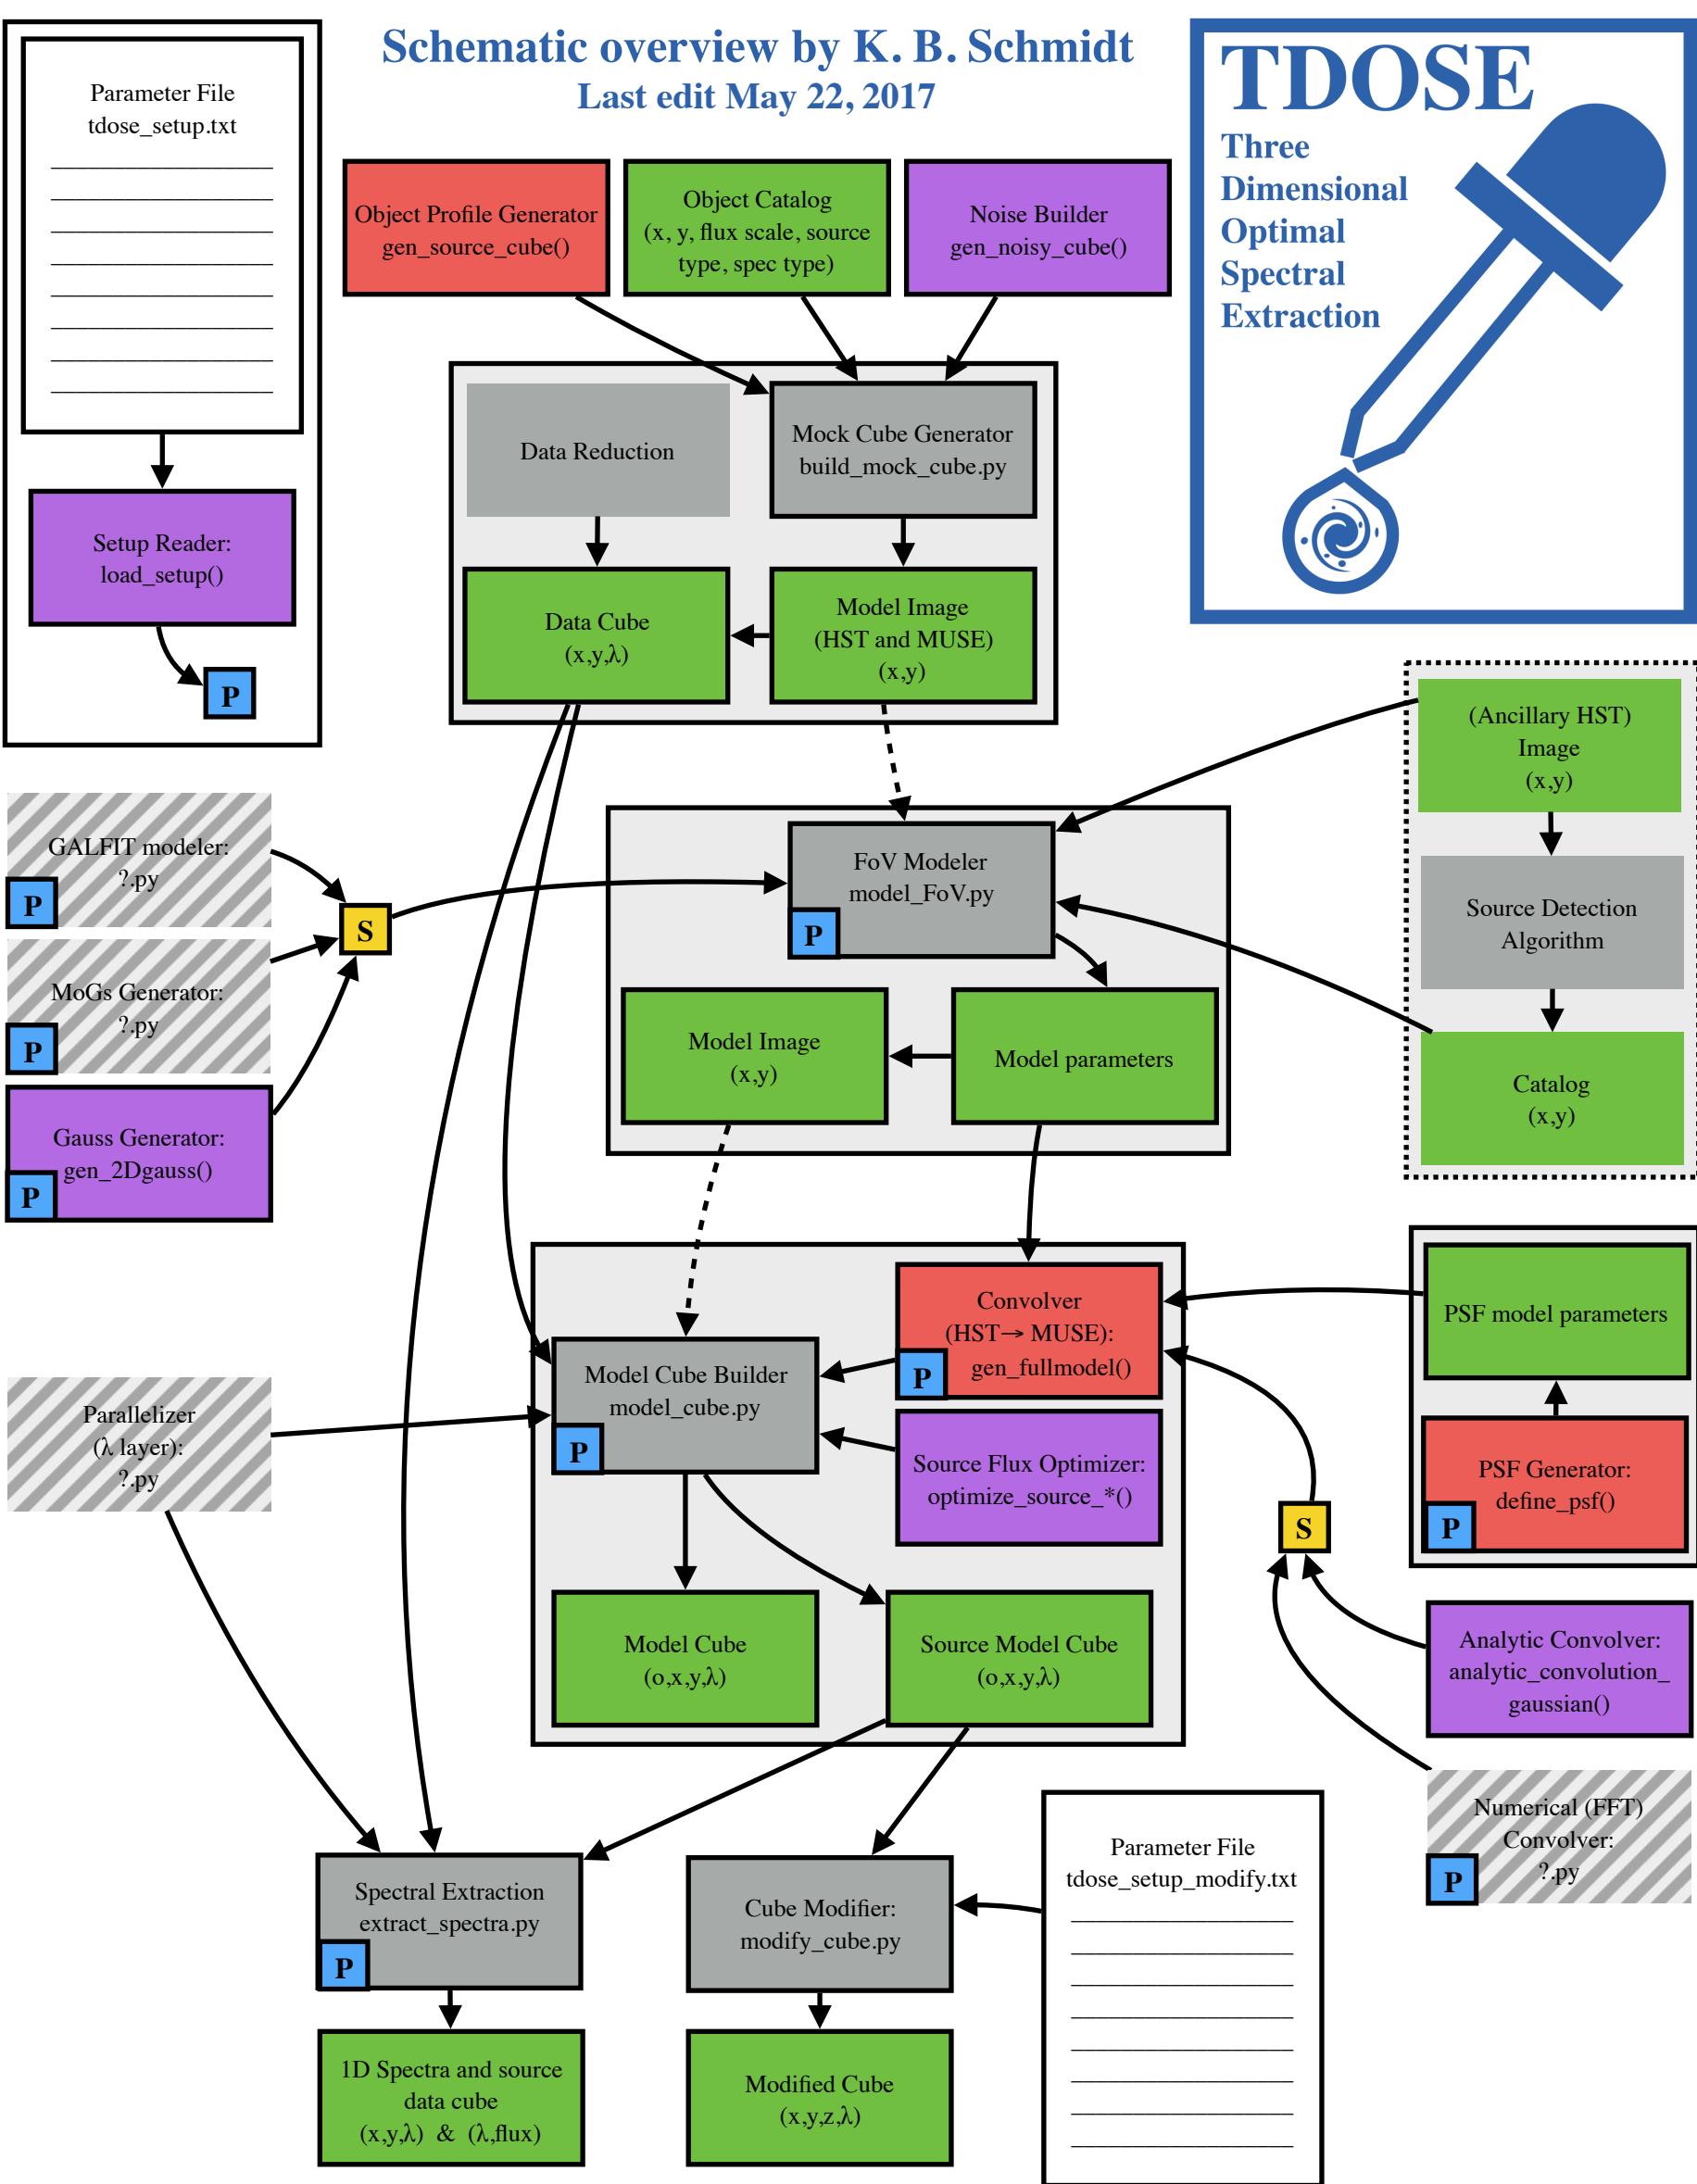 Schematic overview by K. B. Schmidt
Last edit May 22, 2017
TDOSE
Three
Dimensional
Optimal
Spectral
Extraction
Parameter File
tdose_setup.txt
Setup Reader:
load_setup()
P
Object Profile Generator
gen_source_cube()
Object Catalog
(x, y, flux scale, source
type, spec type)
Noise Builder
gen_noisy_cube()
Data Reduction
Mock Cube Generator
build_mock_cube.py
Data Cube
(x,y,λ)
Model Image
(HST and MUSE)
(x,y)
(Ancillary HST)
Image
(x,y)
Source Detection
Algorithm
Catalog
(x,y)
GALFIT modeler:
?.py
P
MoGs Generator:
?.py
P
Gauss Generator:
gen_2Dgauss()
P
S
FoV Modeler
model_FoV.py
P
Model Image
(x,y)
Model parameters
Convolver
(HST→ MUSE):
gen_fullmodel()
P
Model Cube Builder
model_cube.py
P
Source Flux Optimizer:
optimize_source_*()
Model Cube
(o,x,y,λ)
Source Model Cube
(o,x,y,λ)
PSF model parameters
PSF Generator:
define_psf()
P
S
Analytic Convolver:
analytic_convolution_
gaussian()
Numerical (FFT)
Convolver:
?.py
P
Parallelizer
(λ layer):
?.py
Spectral Extraction
extract_spectra.py
P
1D Spectra and source
data cube
(x,y,λ) & (λ,flux)
Cube Modifier:
modify_cube.py
Modified Cube
(x,y,z,λ)
Parameter File
tdose_setup_modify.txt